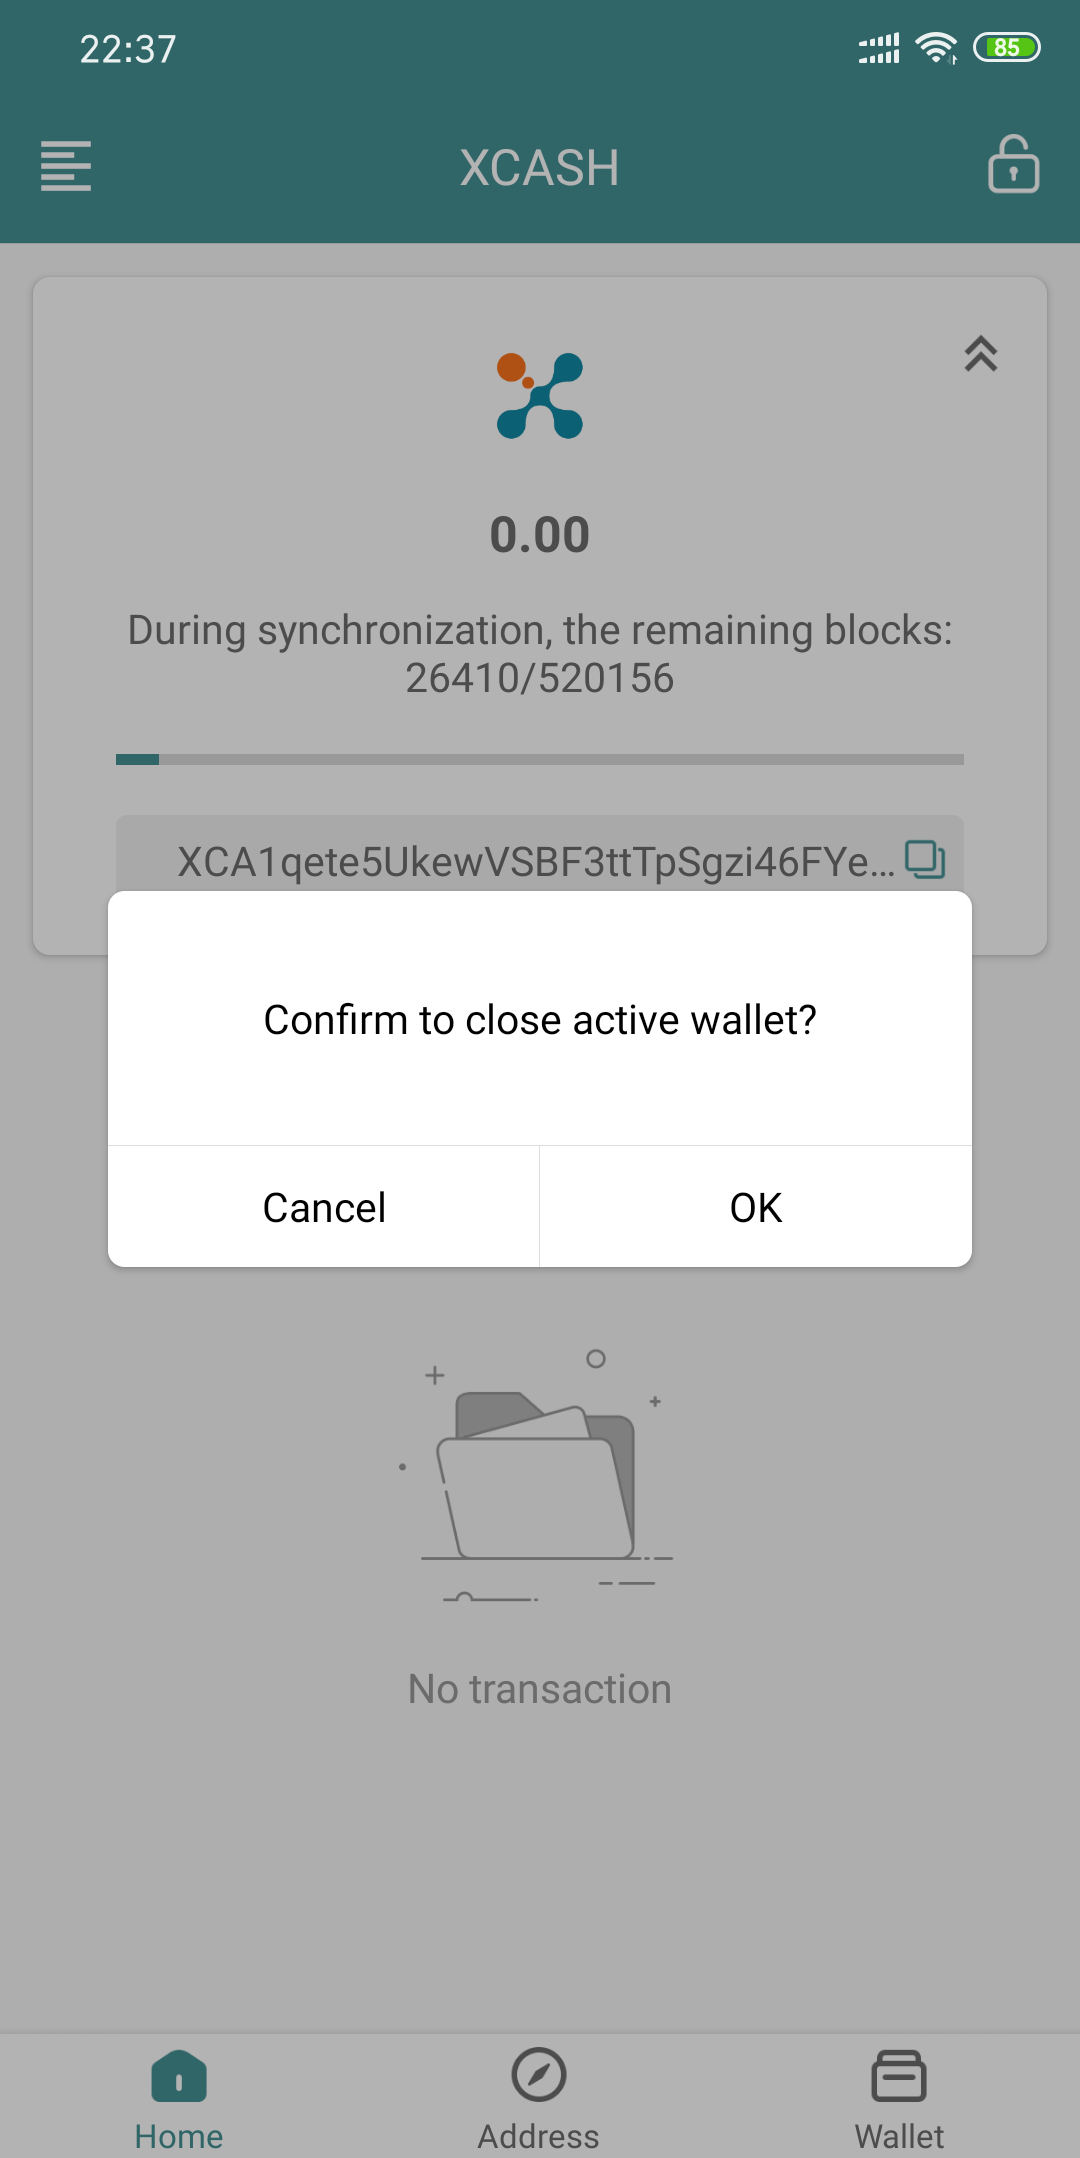 22:37
85
XCASH
0.00
During synchronization, the remaining blocks:
26410/520156
XCA1qete5UkewVSBF3ttTpSgzi46FYe...
Confirm to close active wallet?
Cancel
OK
No transaction
Home
Address
Wallet